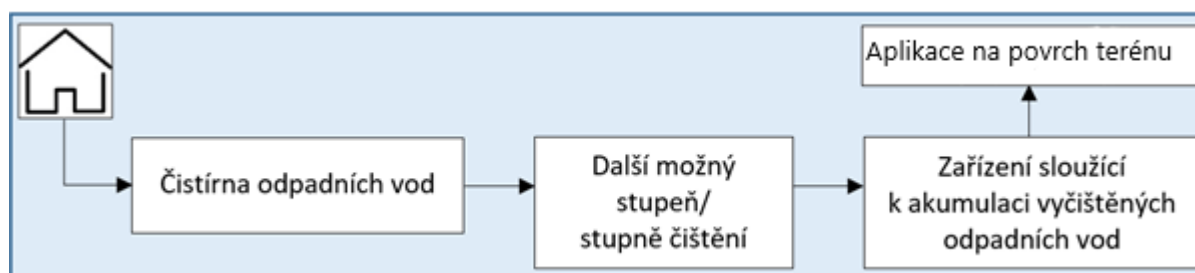 Aplikace na povrch terénu
Čistírna odpadních vod
Další možný
stupeň/
stupně čištění
Zařízení sloužící
k akumulaci vyčištěných
odpadních vod